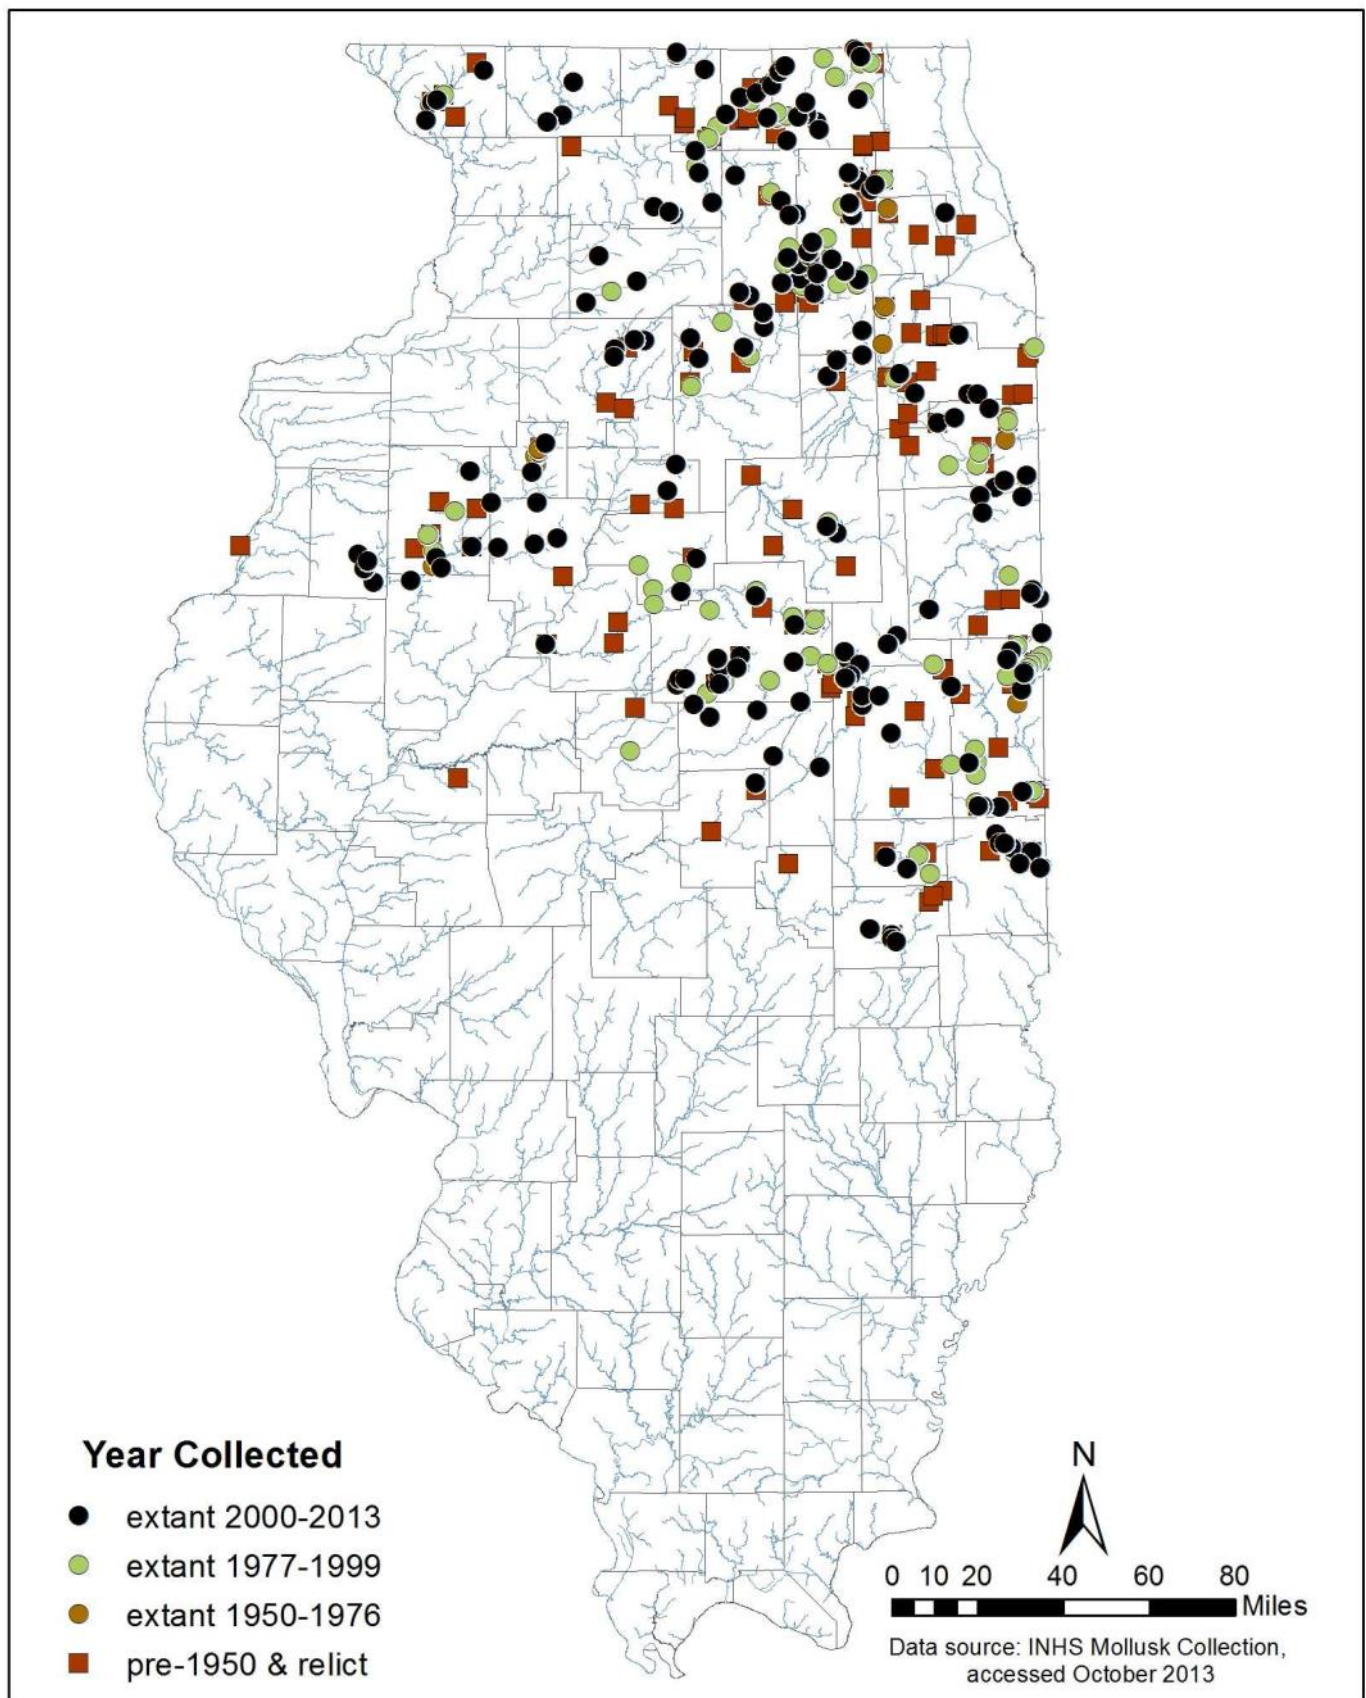 Year Collected
extant 2000-2013
extant 1977-1999
extant 1950-1976
pre-1950 & relict
N
0 10 20 40 60 80
Miles
Data source: INHS Mollusk Collection,
accessed October 2013